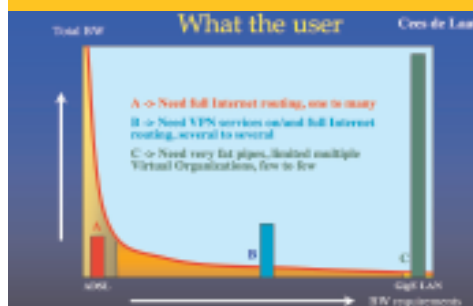 What the user
Cees de Laat
Total BW
A -> Need full Internet routing, one to many
B -> Need VPN services on/and full Internet
routing, several to several
C -> Need very fat pipes, limited multiple
Virtual Organizations, few to few
A
B
C
ADSL
GigE LAN
BW requirements